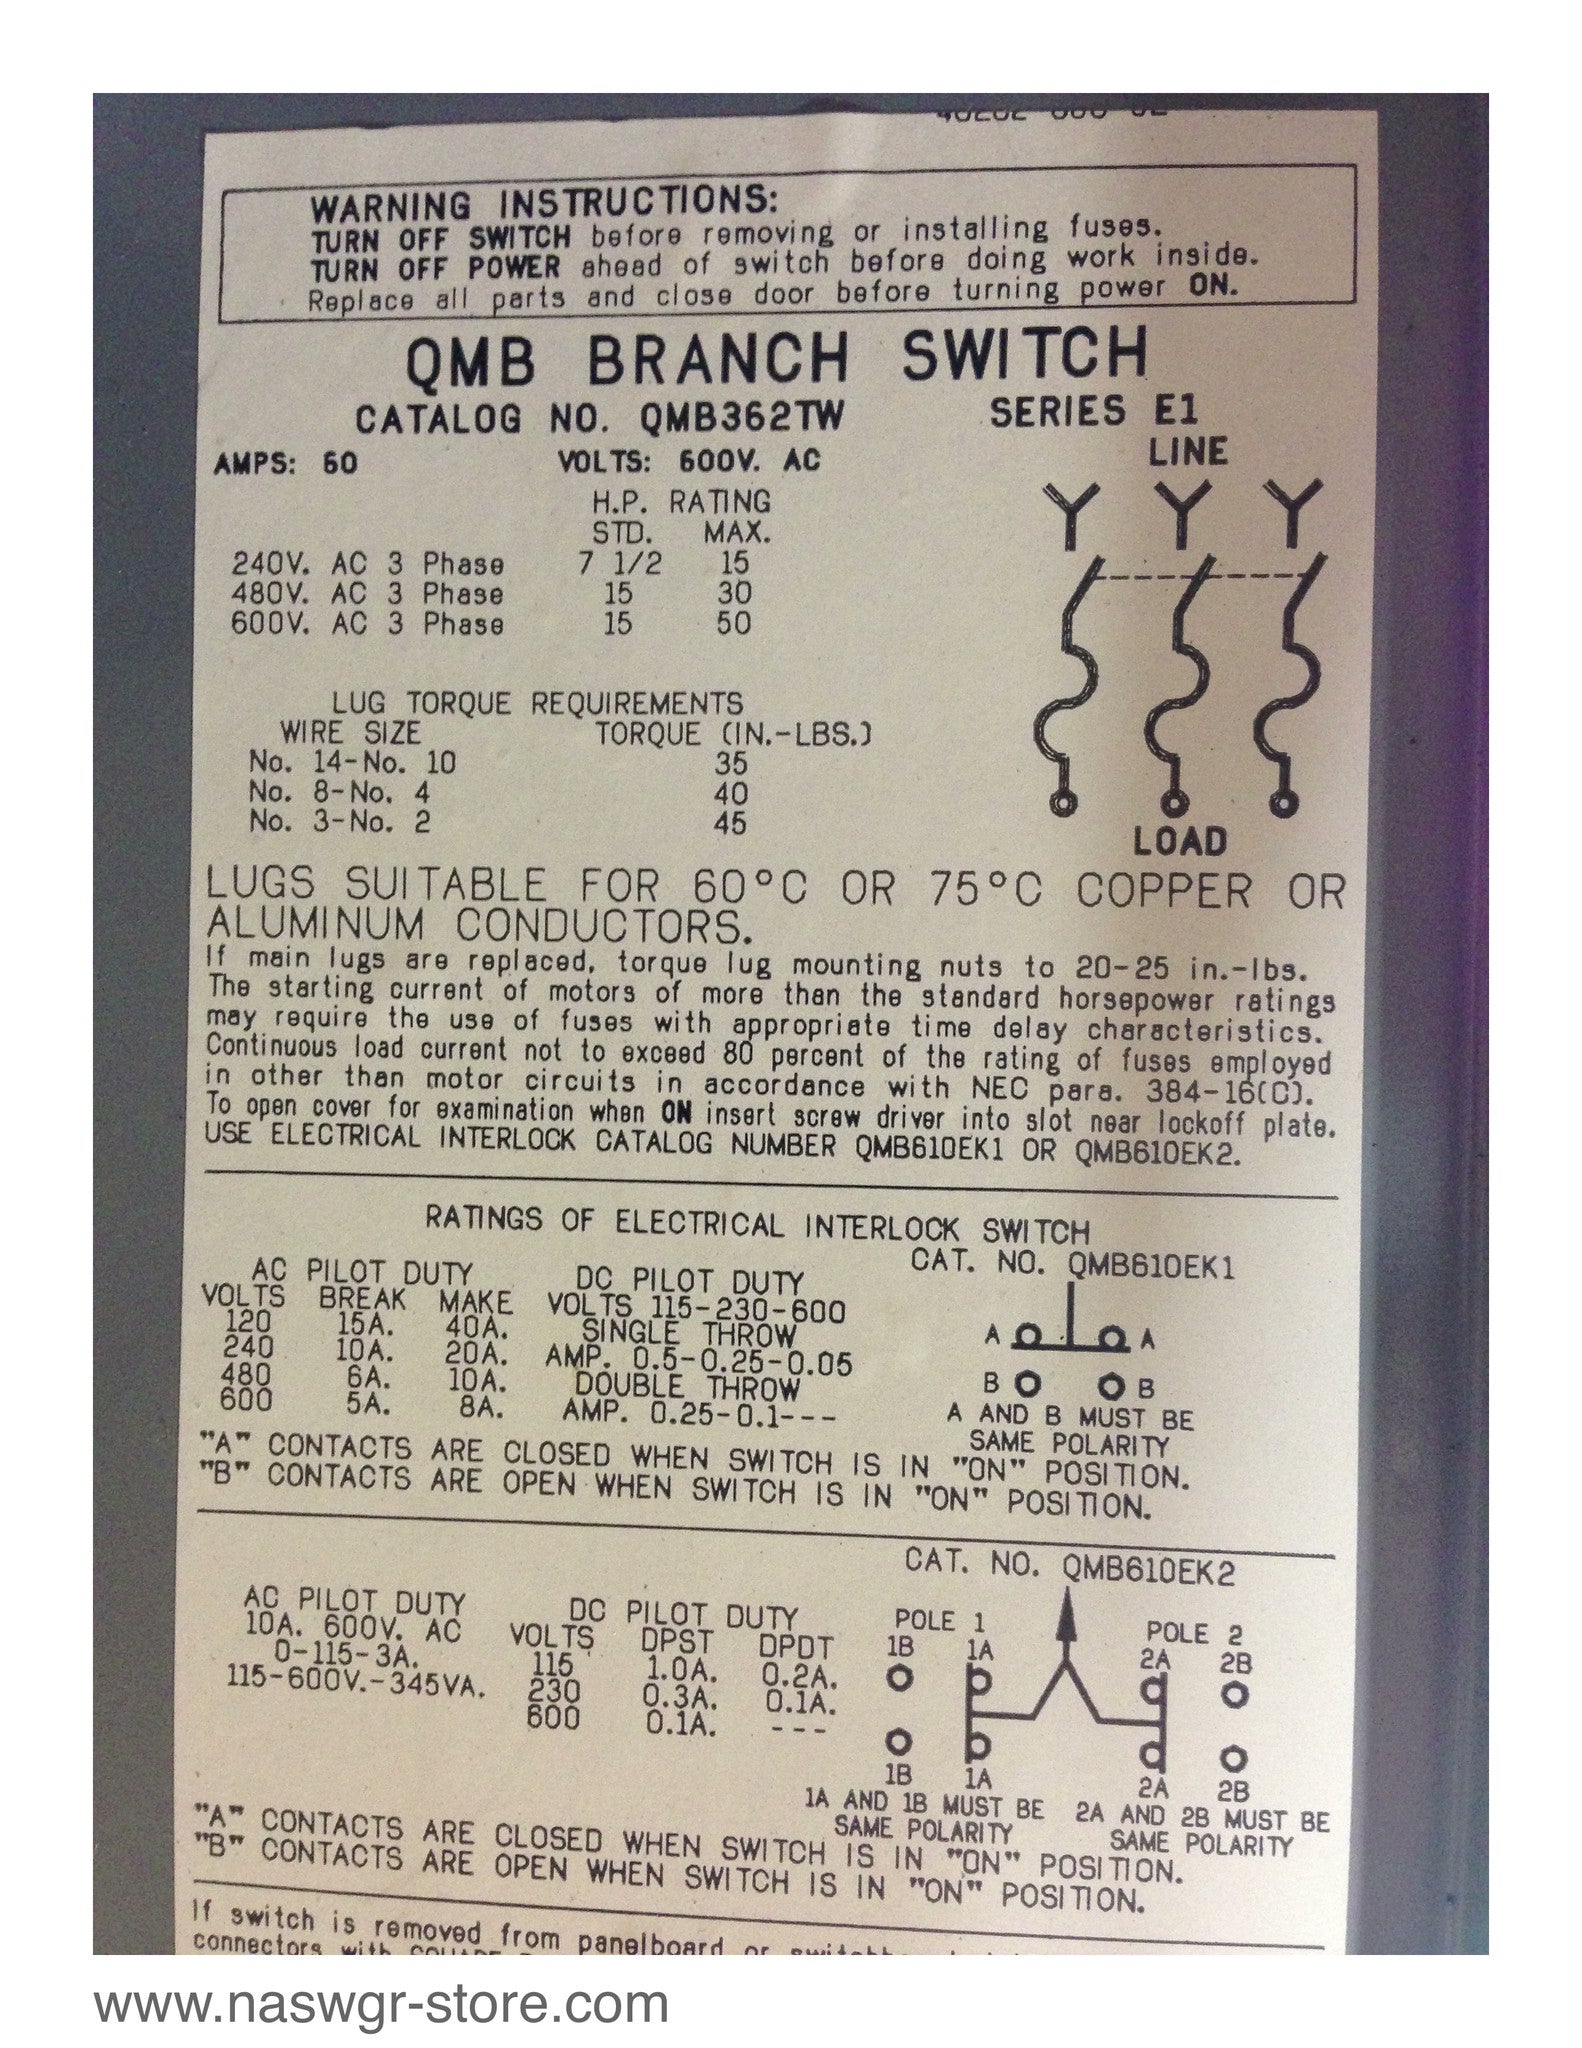 WARNING INSTRUCTIONS:
TURN OFF SWITCH before removing or installing fuses.
TURN OFF POWER ahead of switch before doing work inside.
Replace all parts and close door before turning power ON.
QMB BRANCH SWITCH
CATALOG NO. QMB362TW SERIES E1
AMPS: 60 VOLTS: 600V. AC LINE
H.P. RATING
STD. MAX.
240V. AC 3 Phase 7 1/2 15
480V. AC 3 Phase 15 30
600V. AC 3 Phase 15 50
LUG TORQUE REQUIREMENTS
WIRE SIZE TORQUE (IN.-LBS.)
No. 14-No. 10 35
No. 8-No. 4 40
No. 3-No. 2 45
LOAD
LUGS SUITABLE FOR 60°C OR 75°C COPPER OR
ALUMINUM CONDUCTORS.
If main lugs are replaced, torque lug mounting nuts to 20-25 in.-lbs.
The starting current of motors of more than the standard horsepower ratings
may require the use of fuses with appropriate time delay characteristics.
Continuous load current not to exceed 80 percent of the rating of fuses employed
in other than motor circuits in accordance with NEC para. 384-16(C).
To open cover for examination when ON insert screw driver into slot near lockoff plate.
USE ELECTRICAL INTERLOCK CATALOG NUMBER QMB610EK1 OR QMB610EK2.
RATINGS OF ELECTRICAL INTERLOCK SWITCH
CAT. NO. QMB610EK1
AC PILOT DUTY DC PILOT DUTY
VOLTS BREAK MAKE VOLTS 115-230-600
120 15A. 40A. SINGLE THROW
240 10A. 20A. AMP. 0.5-0.25-0.05
480 6A. 10A. DOUBLE THROW
600 5A. 8A. AMP. 0.25-0.1---
A A
B B
A AND B MUST BE
SAME POLARITY
"A" CONTACTS ARE CLOSED WHEN SWITCH IS IN "ON" POSITION.
"B" CONTACTS ARE OPEN WHEN SWITCH IS IN "ON" POSITION.
CAT. NO. QMB610EK2
AC PILOT DUTY DC PILOT DUTY
10A. 600V. AC VOLTS DPST DPDT
0-115-3A. 115 1.0A. 0.2A.
115-600V.-345VA. 230 0.3A. 0.1A.
600 0.1A. ---
POLE 1 POLE 2
1B 1A 2A 2B
1B 1A 2A 2B
1A AND 1B MUST BE 2A AND 2B MUST BE
SAME POLARITY SAME POLARITY
"A" CONTACTS ARE CLOSED WHEN SWITCH IS IN "ON" POSITION.
"B" CONTACTS ARE OPEN WHEN SWITCH IS IN "ON" POSITION.
If switch is removed from panelboard or
connectors with
www.naswgr-store.com